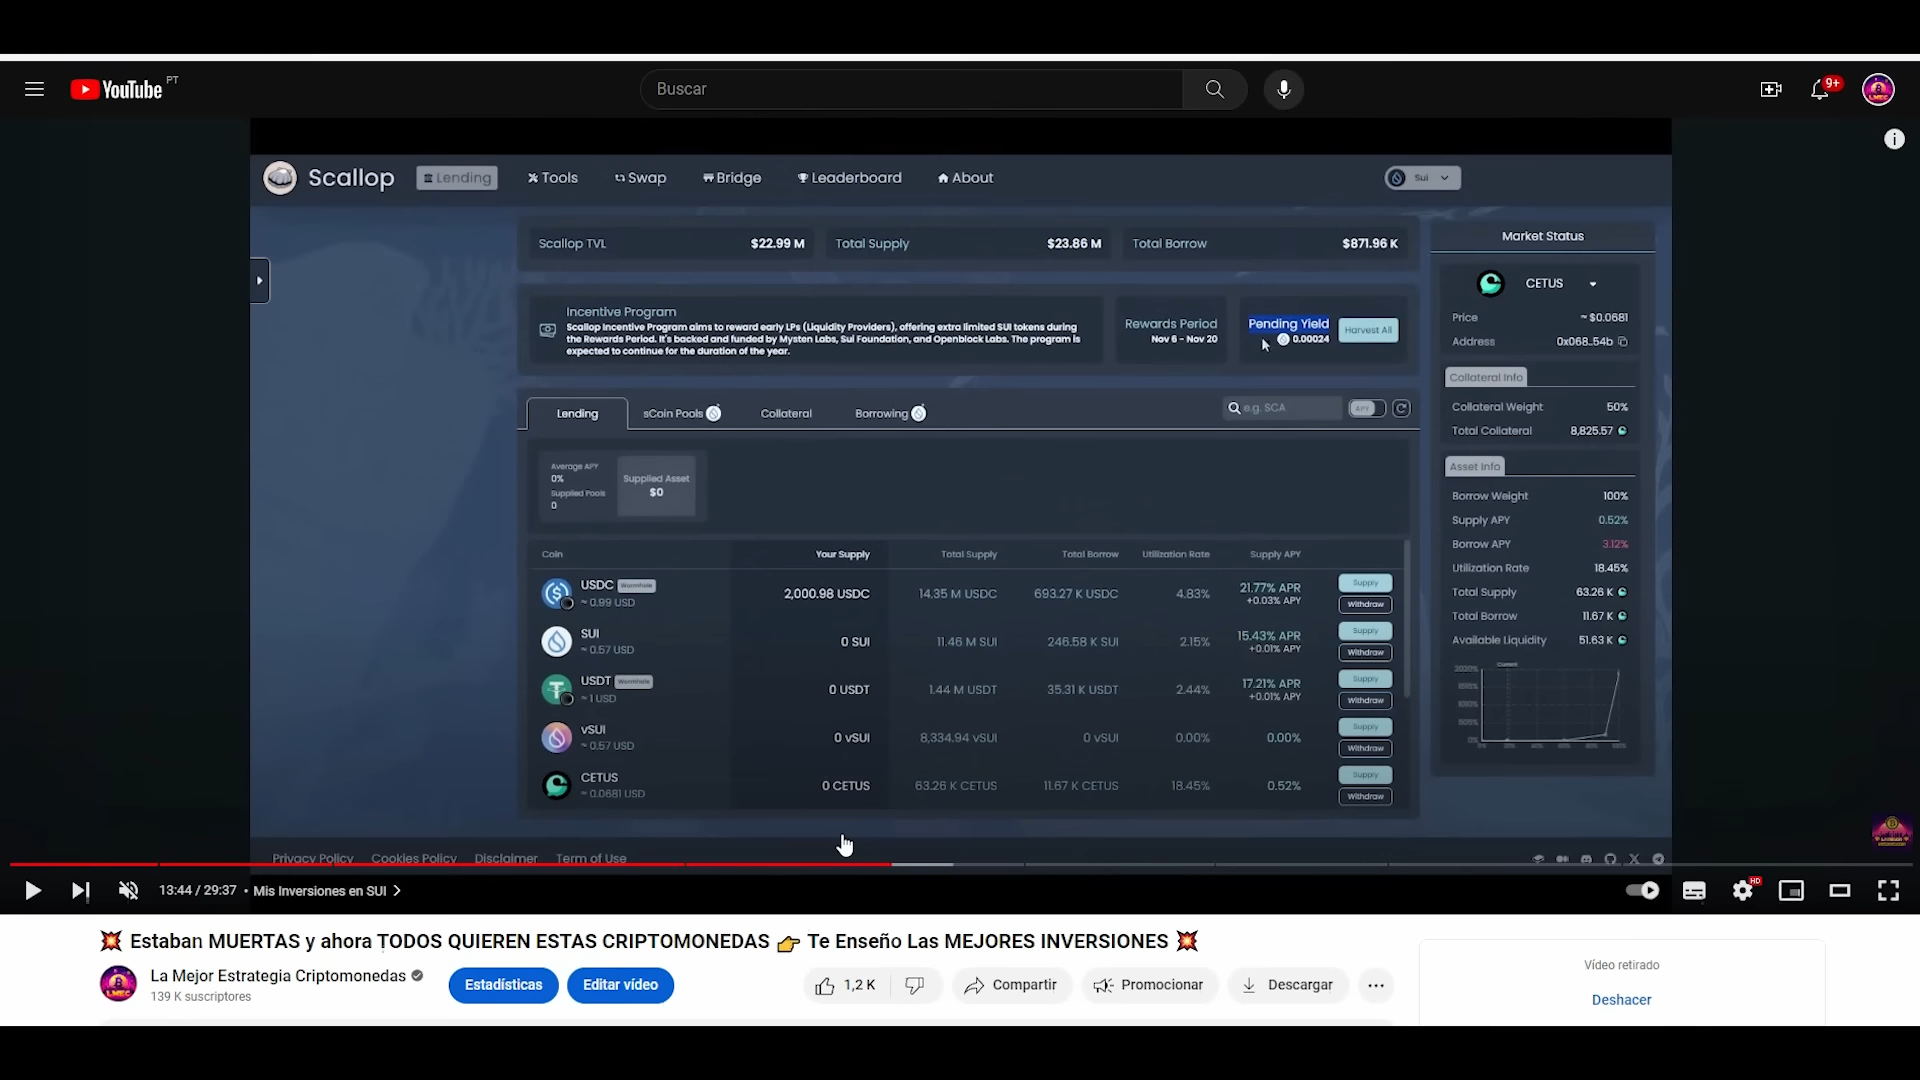 YouTube PT
Buscar
9+
Scallop
Lending
Tools
Swap
Bridge
Leaderboard
About
Sui
Scallop TVL $22.99 M
Total Supply $23.86 M
Total Borrow $871.96 K
Incentive Program
Scallop Incentive Program aims to reward early LPs (Liquidity Providers), offering extra limited SUI tokens during
the Rewards Period. It's backed and funded by Mysten Labs, Sui Foundation, and Openblock Labs. The program is
expected to continue for the duration of the year.
Rewards Period
Nov 6 - Nov 20
Pending Yield
0.00024
Harvest All
Lending
sCoin Pools
Collateral
Borrowing
e.g. SCA
APY
Average APY
0%
Supplied Pools
0
Supplied Asset
$0
Coin Your Supply Total Supply Total Borrow Utilization Rate Supply APY
USDC Wormhole
≈ 0.99 USD
2,000.98 USDC 14.35 M USDC 693.27 K USDC 4.83% 21.77% APR
+0.03% APY
Supply
Withdraw
SUI
≈ 0.57 USD
0 SUI 11.46 M SUI 246.58 K SUI 2.15% 15.43% APR
+0.01% APY
Supply
Withdraw
USDT Wormhole
≈ 1 USD
0 USDT 1.44 M USDT 35.31 K USDT 2.44% 17.21% APR
+0.01% APY
Supply
Withdraw
vSUI
≈ 0.57 USD
0 vSUI 8,334.94 vSUI 0 vSUI 0.00% 0.00%
Supply
Withdraw
CETUS
≈ 0.0681 USD
0 CETUS 63.26 K CETUS 11.67 K CETUS 18.45% 0.52%
Supply
Withdraw
Market Status
CETUS
Price ≈ $0.0681
Address 0x068..54b
Collateral Info
Collateral Weight 50%
Total Collateral 8,825.57
Asset Info
Borrow Weight 100%
Supply APY 0.52%
Borrow APY 3.12%
Utilization Rate 18.45%
Total Supply 63.26 K
Total Borrow 11.67 K
Available Liquidity 51.63 K
Current
Privacy Policy Cookies Policy Disclaimer Term of Use
13:44 / 29:37 • Mis Inversiones en SUI
HD
💥 Estaban MUERTAS y ahora TODOS QUIEREN ESTAS CRIPTOMONEDAS 👉 Te Enseño Las MEJORES INVERSIONES 💥
La Mejor Estrategia Criptomonedas
139 K suscriptores
Estadísticas
Editar vídeo
1,2 K
Compartir
Promocionar
Descargar
Vídeo retirado
Deshacer